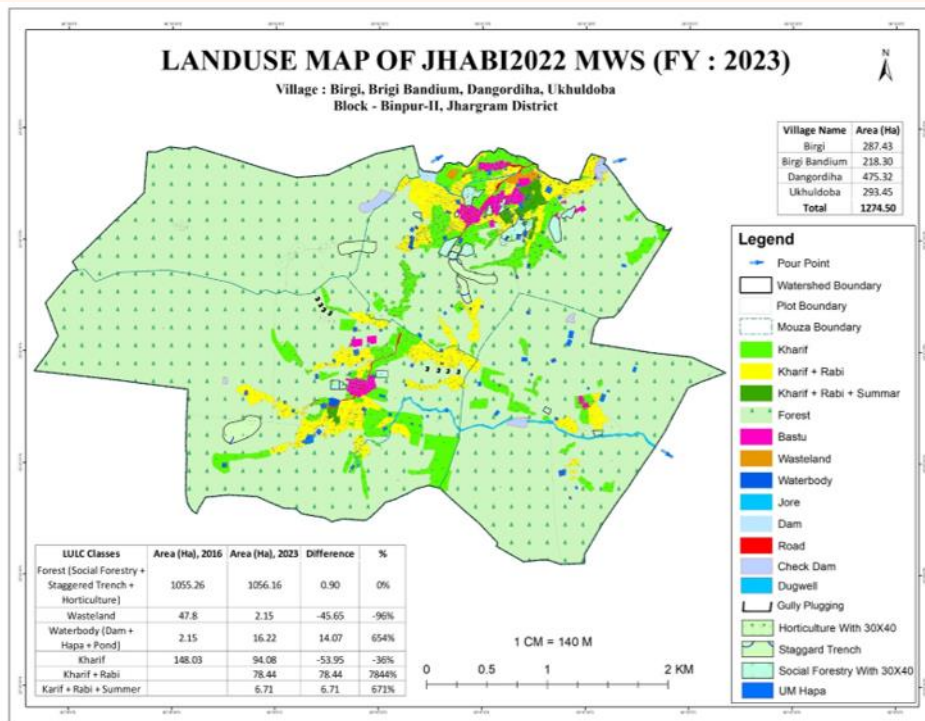 LANDUSE MAP OF JHABI2022 MWS (FY : 2023)
Village : Birgi, Brigi Bandium, Dangordiha, Ukhuldoba
Block - Binpur-II, Jhargram District
N
Village Name Area (Ha)
Birgi 287.43
Birgi Bandium 218.30
Dangordiha 475.32
Ukhuldoba 293.45
Total 1274.50
Legend
Pour Point
Watershed Boundary
Plot Boundary
Mouza Boundary
Kharif
Kharif + Rabi
Kharif + Rabi + Summar
Forest
Bastu
Wasteland
Waterbody
Jore
Dam
Road
Check Dam
Dugwell
Gully Plugging
Horticulture With 30X40
Staggard Trench
Social Forestry With 30X40
UM Hapa
LULC Classes Area (Ha), 2016 Area (Ha), 2023 Difference %
Forest (Social Forestry +
Staggered Trench + 1055.26 1056.16 0.90 0%
Horticulture)
Wasteland 47.8 2.15 -45.65 -96%
Waterbody (Dam +
Hapa + Pond) 2.15 16.22 14.07 654%
Kharif 148.03 94.08 -53.95 -36%
Kharif + Rabi 78.44 78.44 7844%
Karif + Rabi + Summer 6.71 6.71 671%
1 CM = 140 M
0 0.5 1 2 KM